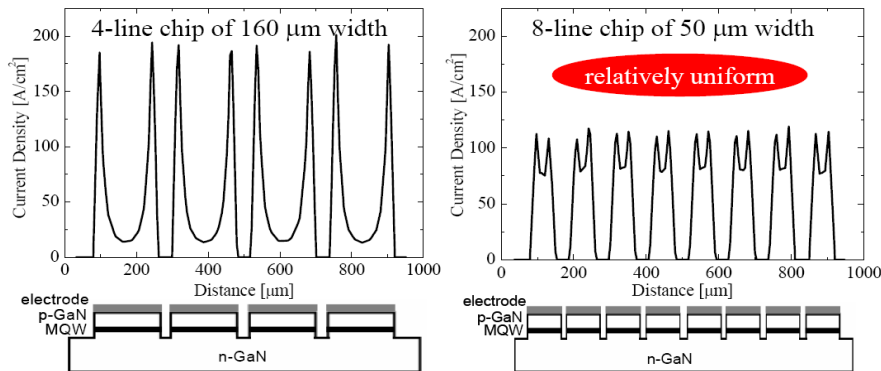 4-line chip of 160 μm width
200
150
100
50
0
Current Density [A/cm²]
0 200 400 600 800 1000
Distance [μm]
electrode
p-GaN
MQW
n-GaN
8-line chip of 50 μm width
relatively uniform
200
150
100
50
0
Current Density [A/cm²]
0 200 400 600 800 1000
Distance [μm]
electrode
p-GaN
MQW
n-GaN